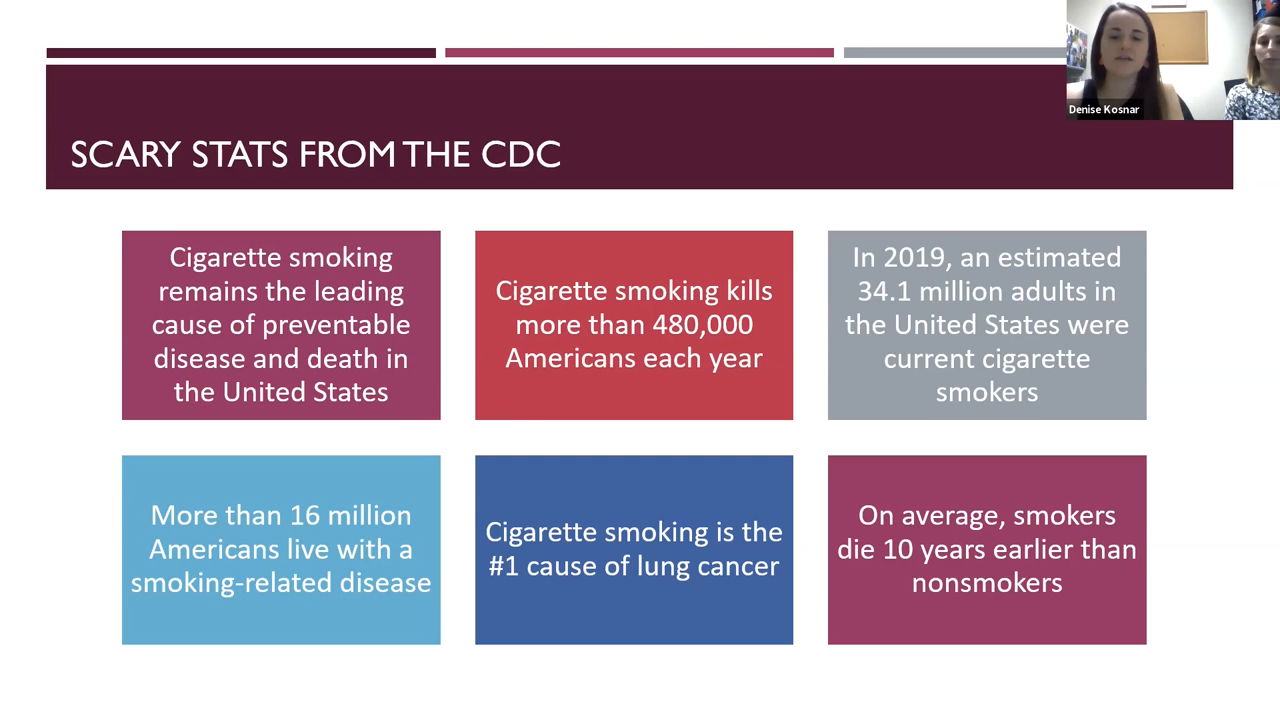 Denise Kosnar
SCARY STATS FROM THE CDC
Cigarette smoking
remains the leading
cause of preventable
disease and death in
the United States
Cigarette smoking kills
more than 480,000
Americans each year
In 2019, an estimated
34.1 million adults in
the United States were
current cigarette
smokers
More than 16 million
Americans live with a
smoking-related disease
Cigarette smoking is the
#1 cause of lung cancer
On average, smokers
die 10 years earlier than
nonsmokers